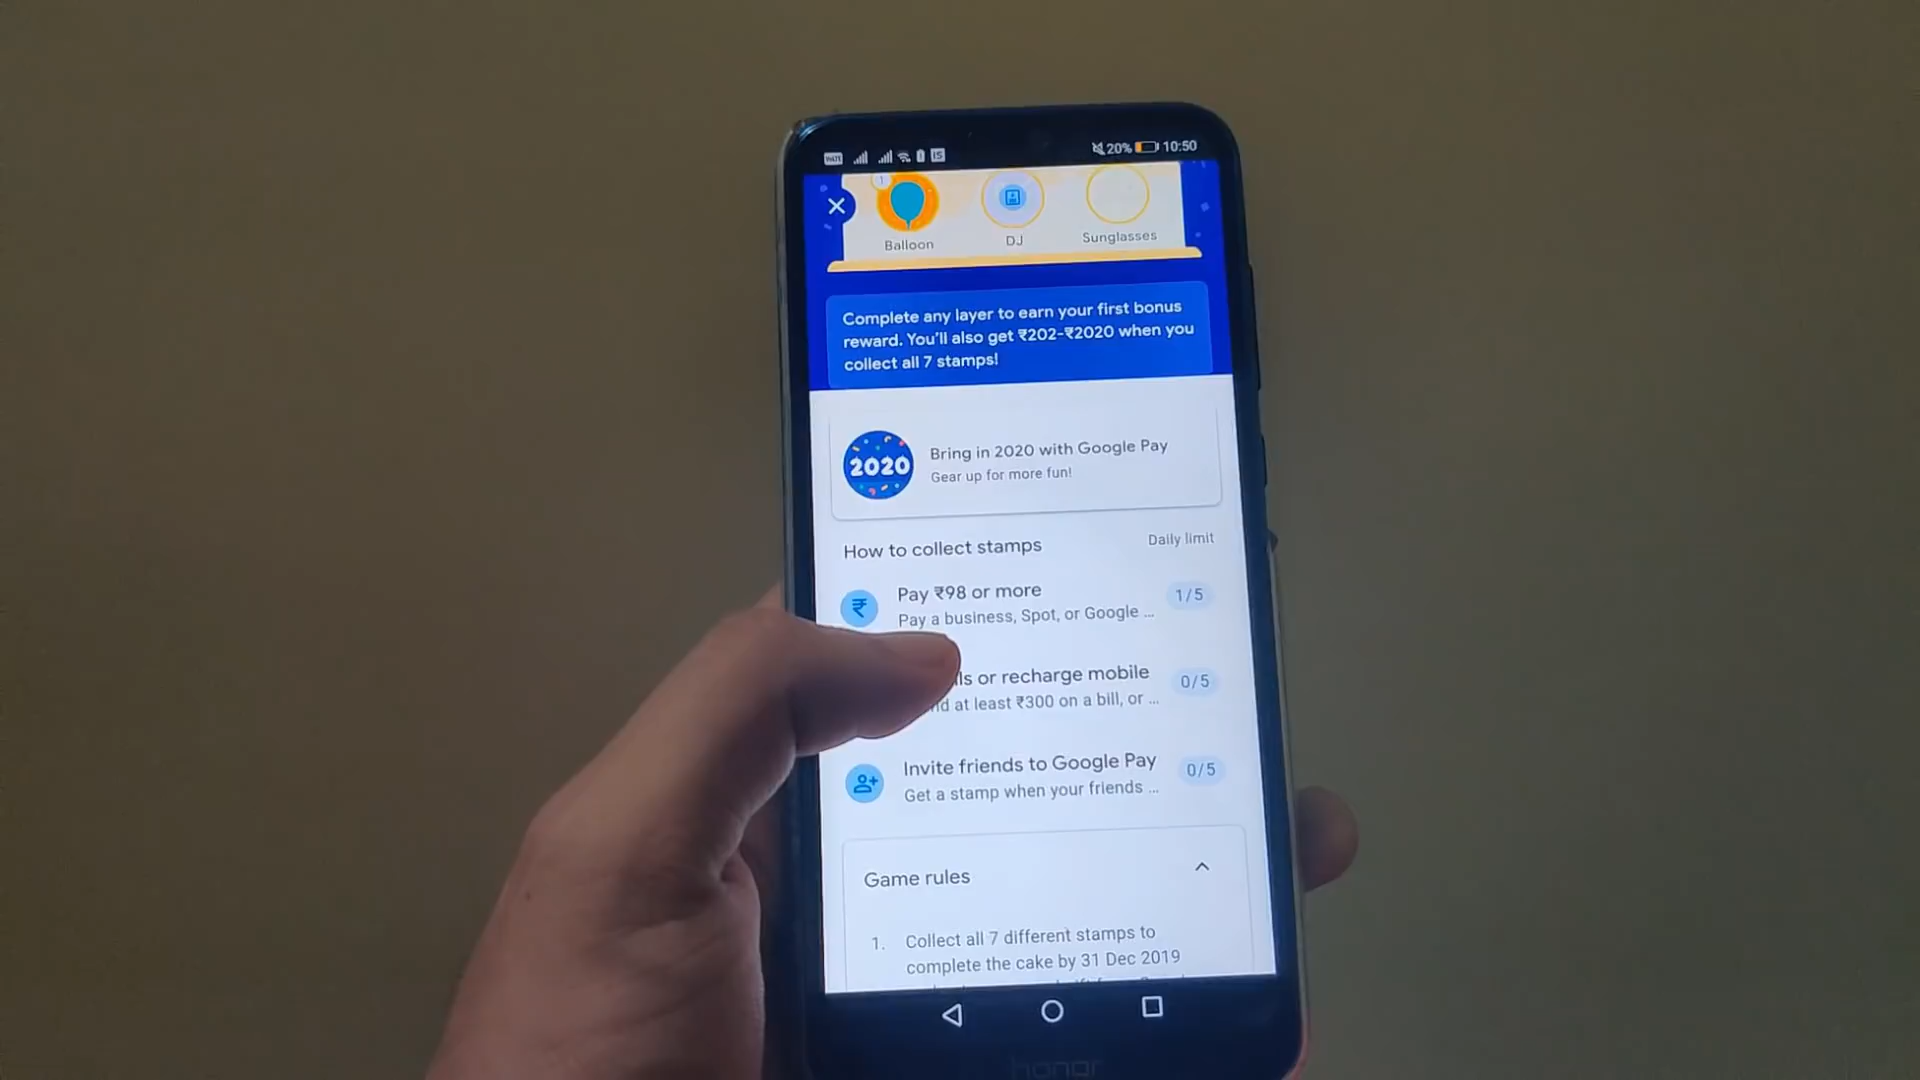 VoLTE
20% 10:50
1
Balloon
DJ
Sunglasses
Complete any layer to earn your first bonus
reward. You'll also get ₹202-₹2020 when you
collect all 7 stamps!
2020
Bring in 2020 with Google Pay
Gear up for more fun!
How to collect stamps
Daily limit
Pay ₹98 or more
1/5
Pay a business, Spot, or Google ...
ls or recharge mobile
0/5
at least ₹300 on a bill, or ...
Invite friends to Google Pay
0/5
Get a stamp when your friends ...
Game rules
1. Collect all 7 different stamps to
complete the cake by 31 Dec 2019
honor